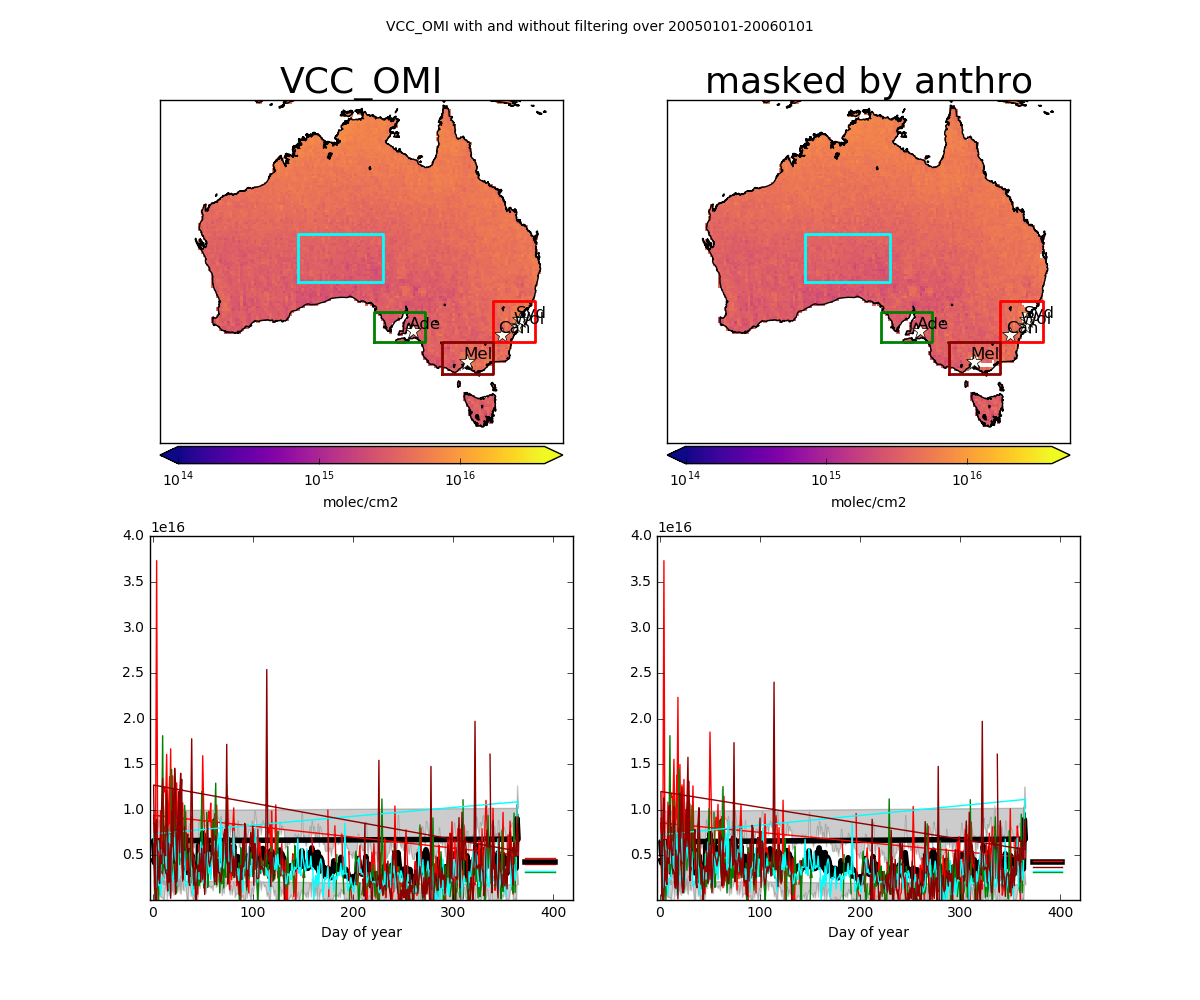 VCC_OMI with and without filtering over 20050101-20060101
VCC_OMI
masked by anthro
Ade
Syd
Wol
Can
Mel
Ade
Syd
Wol
Can
Mel
10^14 10^15 10^16
molec/cm2
10^14 10^15 10^16
molec/cm2
1e16
4.0
3.5
3.0
2.5
2.0
1.5
1.0
0.5
0 100 200 300 400
Day of year
1e16
4.0
3.5
3.0
2.5
2.0
1.5
1.0
0.5
0 100 200 300 400
Day of year